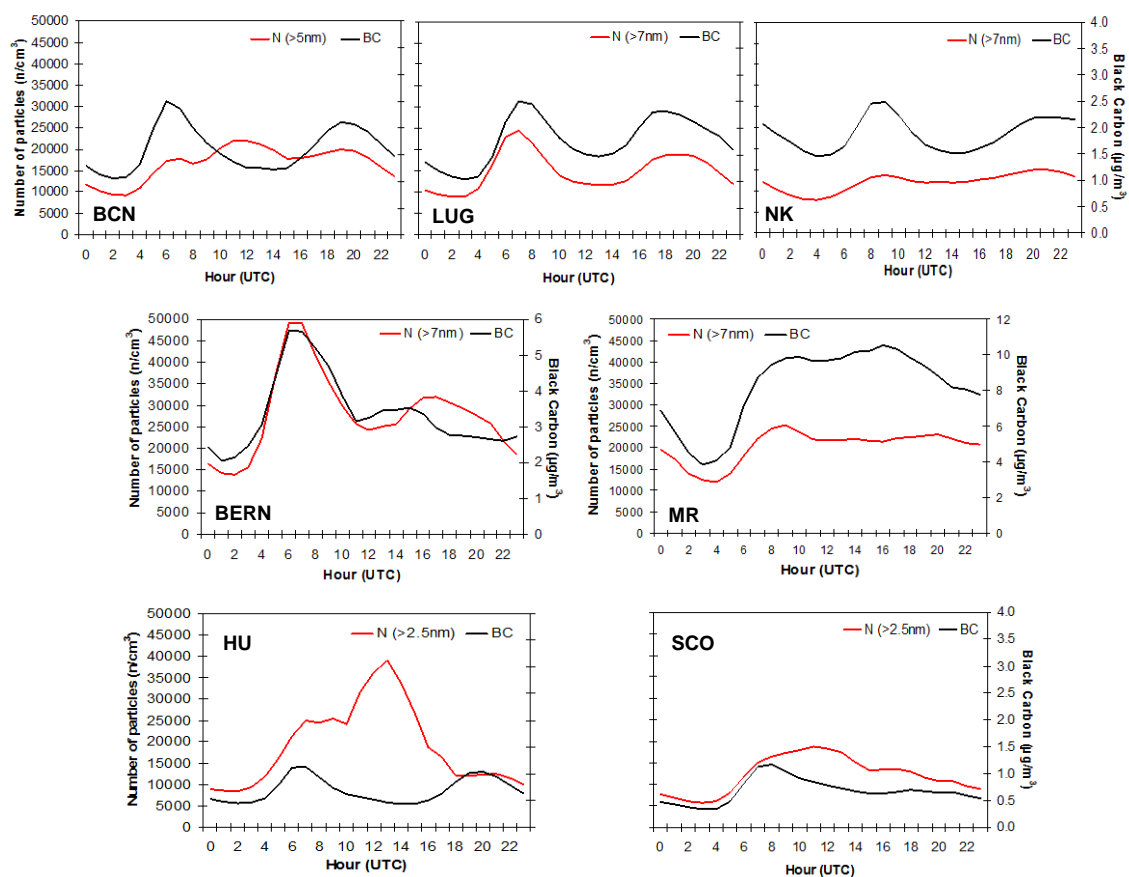 N (>5nm) BC
Number of particles (n/cm³)
50000
45000
40000
35000
30000
25000
20000
15000
10000
5000
0
BCN
0 2 4 6 8 10 12 14 16 18 20 22
Hour (UTC)
N (>7nm) BC
LUG
0 2 4 6 8 10 12 14 16 18 20 22
Hour (UTC)
N (>7nm) BC
NK
0 2 4 6 8 10 12 14 16 18 20 22
Hour (UTC)
4.0
3.5
3.0
2.5
2.0
1.5
1.0
0.5
0.0
Black Carbon (µg/m³)
N (>7nm) BC
Number of particles (n/cm³)
50000
45000
40000
35000
30000
25000
20000
15000
10000
5000
0
BERN
0 2 4 6 8 10 12 14 16 18 20 22
Hour (UTC)
6
5
4
3
2
1
0
Black Carbon (µg/m³)
N (>7nm) BC
Number of particles (n/cm³)
50000
45000
40000
35000
30000
25000
20000
15000
10000
5000
0
MR
0 2 4 6 8 10 12 14 16 18 20 22
Hour (UTC)
12
10
8
6
4
2
0
Black Carbon (µg/m³)
HU
N (>2.5nm) BC
Number of particles (n/cm³)
50000
45000
40000
35000
30000
25000
20000
15000
10000
5000
0
0 2 4 6 8 10 12 14 16 18 20 22
Hour (UTC)
SCO
N (>2.5nm) BC
0 2 4 6 8 10 12 14 16 18 20 22
Hour (UTC)
4.0
3.5
3.0
2.5
2.0
1.5
1.0
0.5
0.0
Black Carbon (µg/m³)